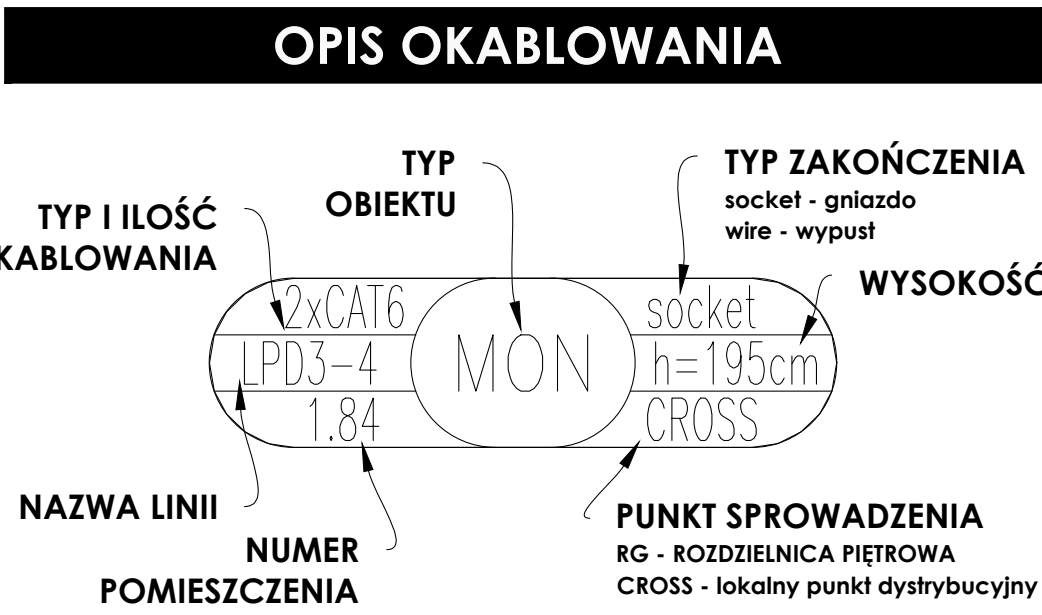 OPIS OKABLOWANIA
TYP
OBIEKTU
TYP ZAKOŃCZENIA
socket - gniazdo
wire - wypust
TYP I ILOŚĆ
KABLOWANIA
WYSOKOŚĆ
2xCAT6
socket
LPD3-4
MON
h=195cm
1.84
CROSS
NAZWA LINII
NUMER
POMIESZCZENIA
PUNKT SPROWADZENIA
RG - ROZDZIELNICA PIĘTROWA
CROSS - lokalny punkt dystrybucyjny